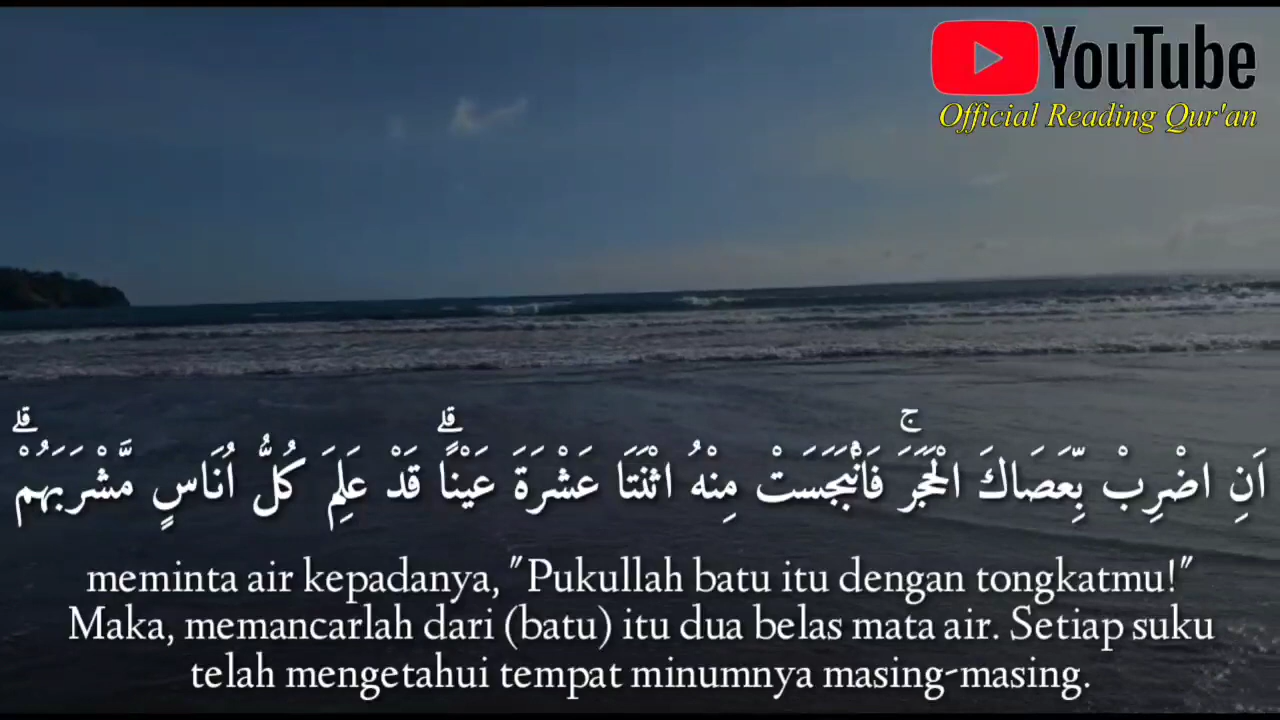 YouTube
Official Reading Qur'an
اَنِ اضْرِبْ بِّعَصَاكَ الْحَجَرَۚ فَانْۢبَجَسَتْ مِنْهُ اثْنَتَا عَشْرَةَ عَيْنًاۗ قَدْ عَلِمَ كُلُّ اُنَاسٍ مَّشْرَبَهُمْۗ
meminta air kepadanya, "Pukullah batu itu dengan tongkatmu!"
Maka, memancarlah dari (batu) itu dua belas mata air. Setiap suku
telah mengetahui tempat minumnya masing-masing.